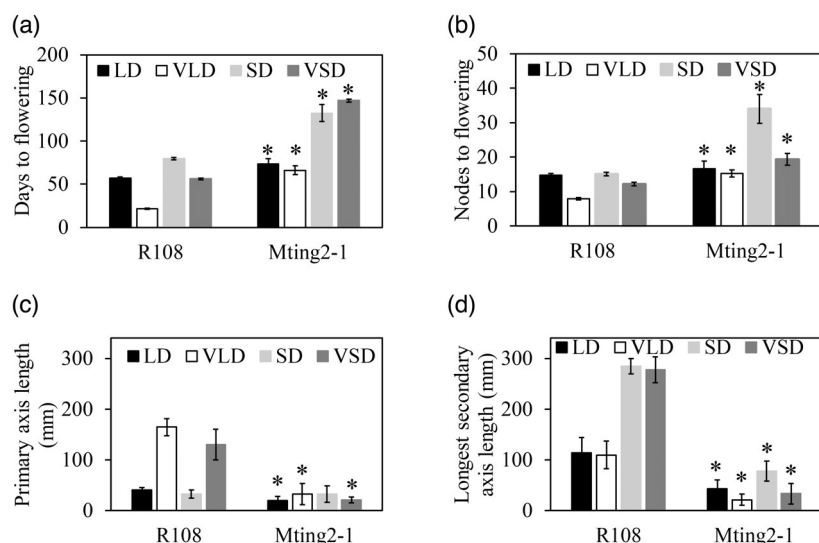 (a)
Days to flowering
200
150
100
50
0
LD VLD SD VSD
* * * *
R108 Mting2-1
(b)
Nodes to flowering
50
40
30
20
10
0
LD VLD SD VSD
* * * *
R108 Mting2-1
(c)
Primary axis length
(mm)
300
200
100
0
LD VLD SD VSD
* * *
R108 Mting2-1
(d)
Longest secondary
axis length (mm)
300
200
100
0
LD VLD SD VSD
* * * *
R108 Mting2-1